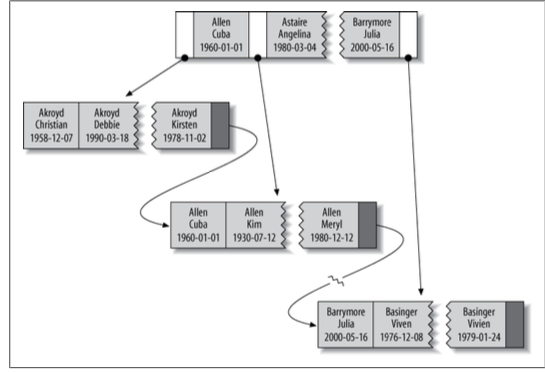 Allen
Cuba
1960-01-01
Astaire
Angelina
1980-03-04
Barrymore
Julia
2000-05-16
Akroyd
Christian
1958-12-07
Akroyd
Debbie
1990-03-18
Akroyd
Kirsten
1978-11-02
Allen
Cuba
1960-01-01
Allen
Kim
1930-07-12
Allen
Meryl
1980-12-12
Barrymore
Julia
2000-05-16
Basinger
Viven
1976-12-08
Basinger
Vivien
1979-01-24